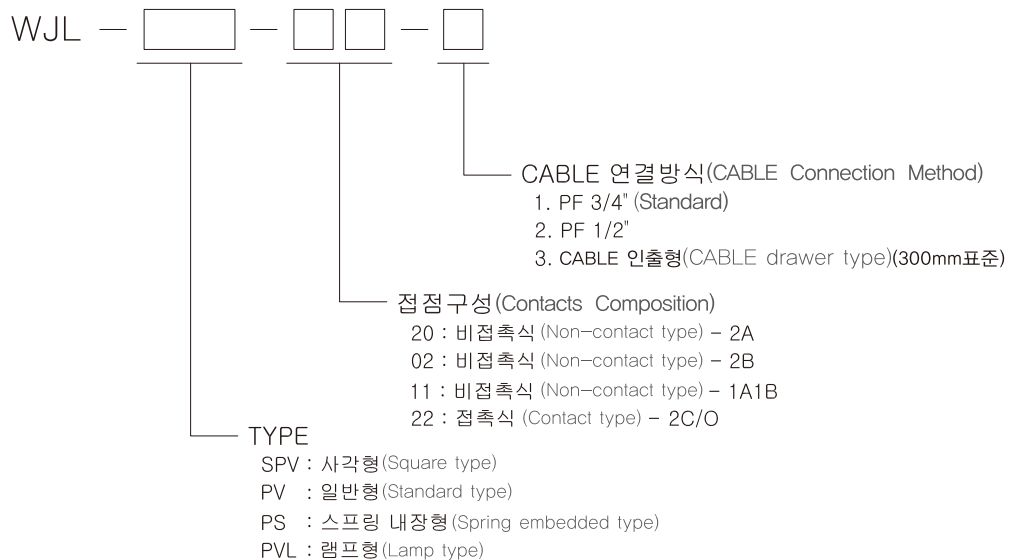 WJL — □ — □□ — □
CABLE 연결방식(CABLE Connection Method)
1. PF 3/4" (Standard)
2. PF 1/2"
3. CABLE 인출형(CABLE drawer type)(300mm표준)
접점구성(Contacts Composition)
20 : 비접촉식 (Non-contact type) - 2A
02 : 비접촉식 (Non-contact type) - 2B
11 : 비접촉식 (Non-contact type) - 1A1B
22 : 접촉식 (Contact type) - 2C/O
TYPE
SPV : 사각형(Square type)
PV : 일반형(Standard type)
PS : 스프링 내장형(Spring embedded type)
PVL : 램프형(Lamp type)